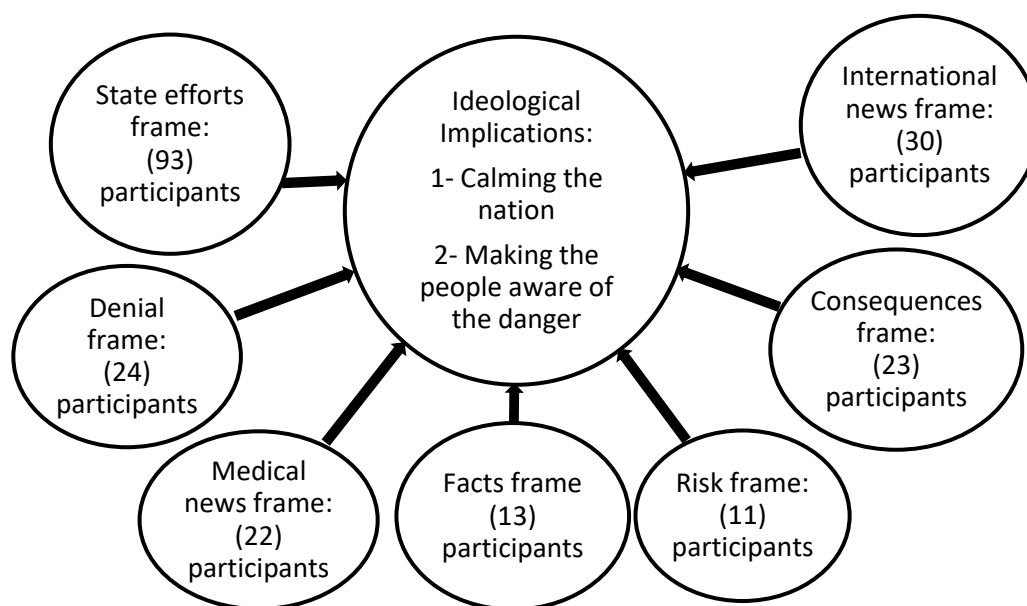 State efforts
frame:
(93)
participants
Ideological
Implications:
1- Calming the
nation
2- Making the
people aware of
the danger
International
news frame:
(30)
participants
Denial
frame:
(24)
participants
Consequences
frame:
(23)
participants
Medical
news frame:
(22)
participants
Facts frame
(13)
participants
Risk frame:
(11)
participants